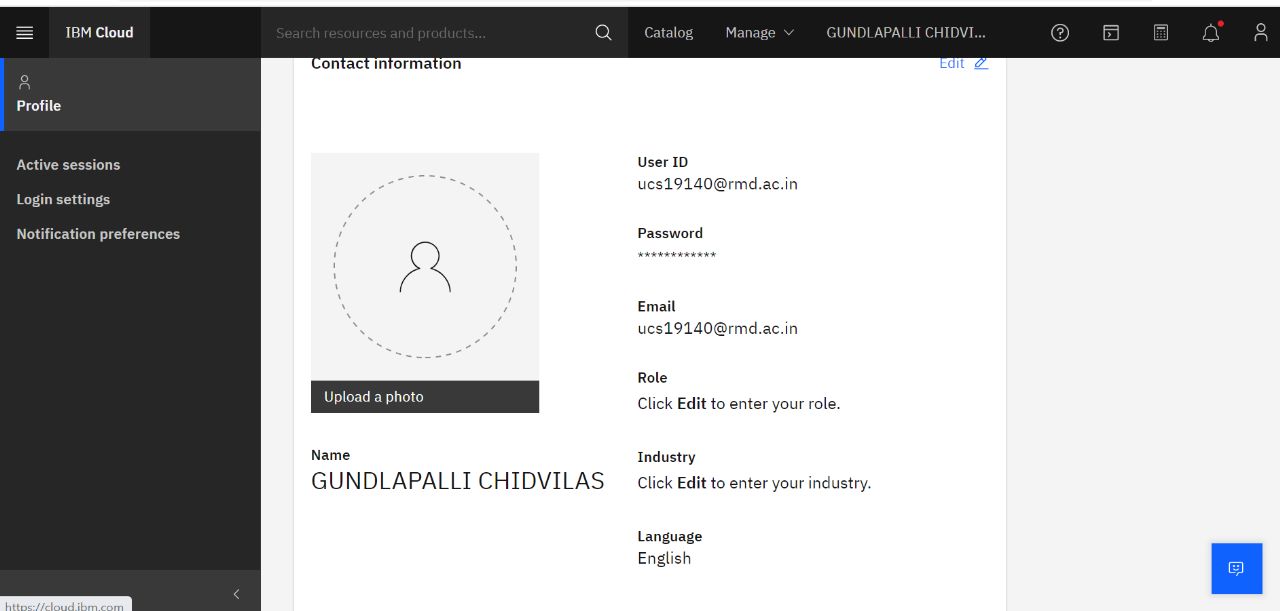 IBM Cloud
Search resources and products...
Catalog
Manage
GUNDLAPALLI CHIDVI...
Profile
Active sessions
Login settings
Notification preferences
Contact information
Edit
Upload a photo
Name
GUNDLAPALLI CHIDVILAS
User ID
ucs19140@rmd.ac.in
Password
************
Email
ucs19140@rmd.ac.in
Role
Click Edit to enter your role.
Industry
Click Edit to enter your industry.
Language
English
https://cloud.ibm.com